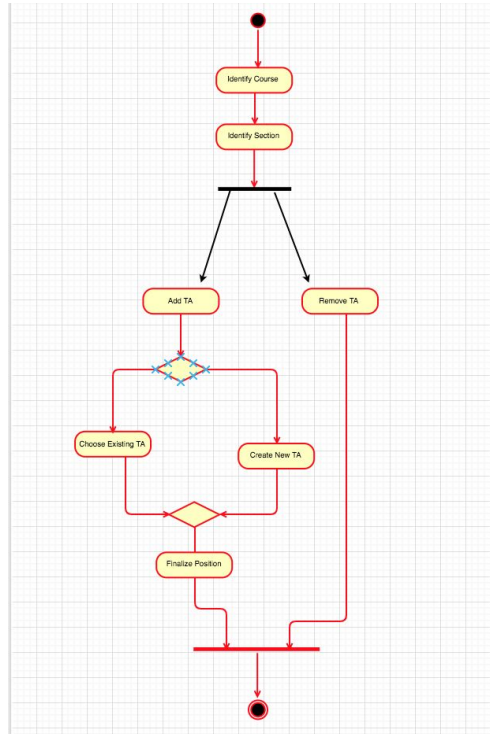 Identify Course
Identify Section
Add TA
Remove TA
Choose Existing TA
Create New TA
Finalize Position